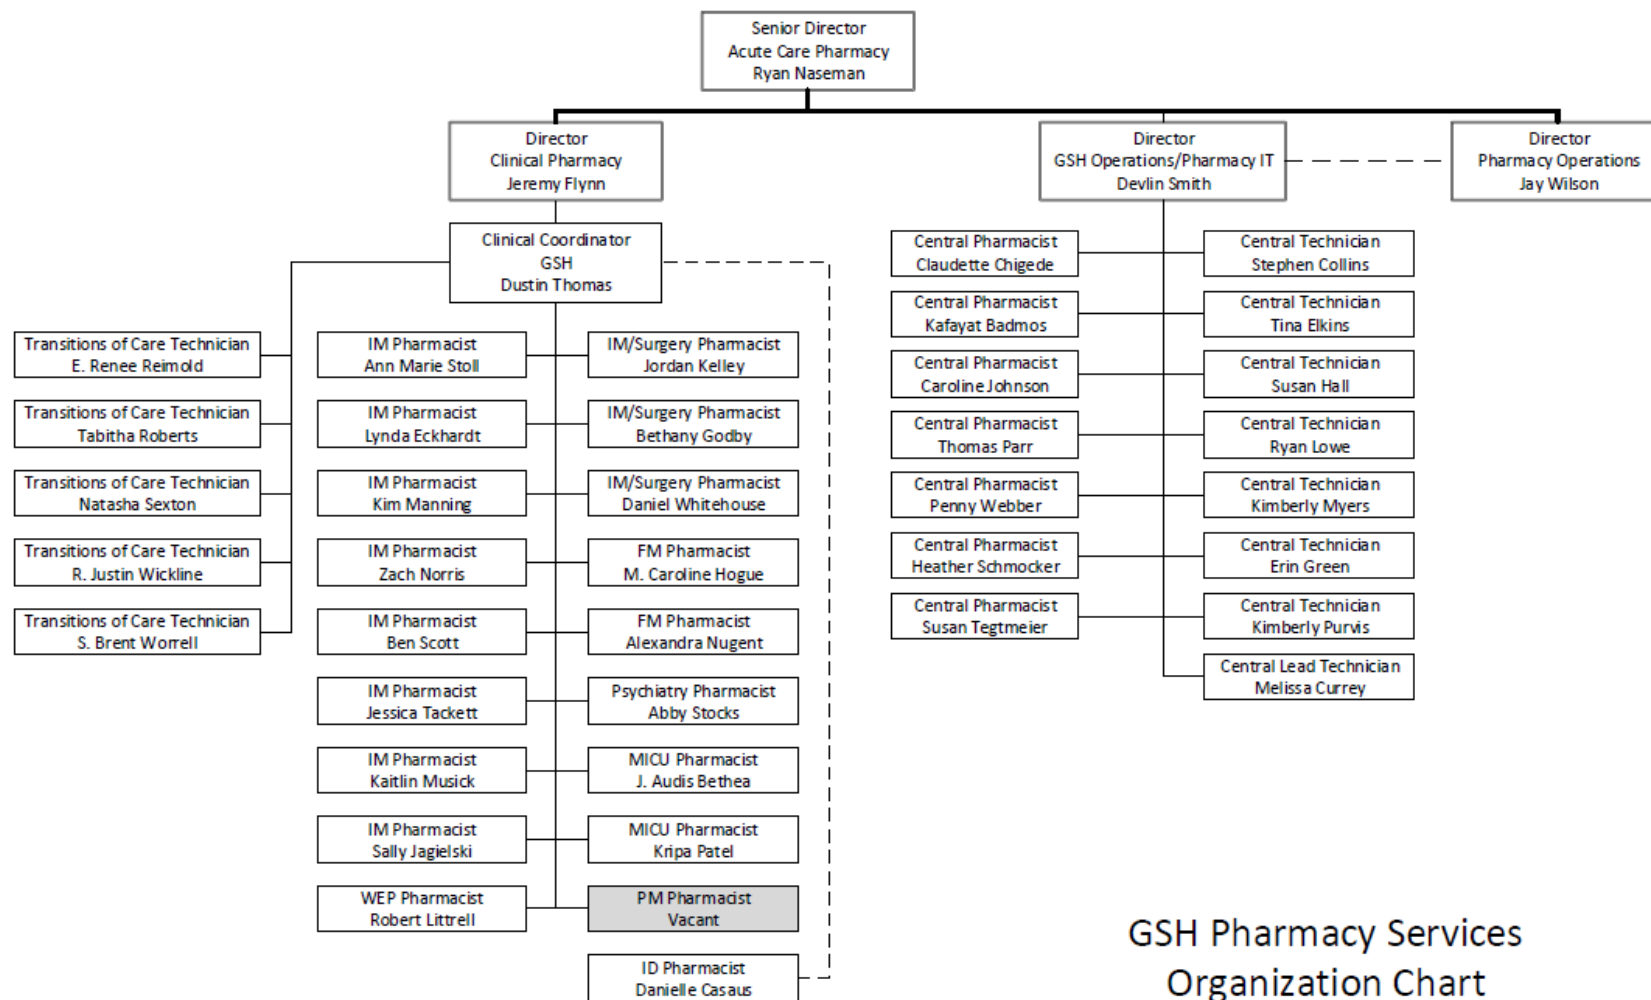 Senior Director
Acute Care Pharmacy
Ryan Naseman
Director
Clinical Pharmacy
Jeremy Flynn
Director
GSH Operations/Pharmacy IT
Devlin Smith
Director
Pharmacy Operations
Jay Wilson
Clinical Coordinator
GSH
Dustin Thomas
Transitions of Care Technician
E. Renee Reimold
Transitions of Care Technician
Tabitha Roberts
Transitions of Care Technician
Natasha Sexton
Transitions of Care Technician
R. Justin Wickline
Transitions of Care Technician
S. Brent Worrell
IM Pharmacist
Ann Marie Stoll
IM Pharmacist
Lynda Eckhardt
IM Pharmacist
Kim Manning
IM Pharmacist
Zach Norris
IM Pharmacist
Ben Scott
IM Pharmacist
Jessica Tackett
IM Pharmacist
Kaitlin Musick
IM Pharmacist
Sally Jagielski
WEP Pharmacist
Robert Littrell
IM/Surgery Pharmacist
Jordan Kelley
IM/Surgery Pharmacist
Bethany Godby
IM/Surgery Pharmacist
Daniel Whitehouse
FM Pharmacist
M. Caroline Hogue
FM Pharmacist
Alexandra Nugent
Psychiatry Pharmacist
Abby Stocks
MICU Pharmacist
J. Audis Bethea
MICU Pharmacist
Kripa Patel
PM Pharmacist
Vacant
ID Pharmacist
Danielle Casaus
Central Pharmacist
Claudette Chigede
Central Pharmacist
Kafayat Badmos
Central Pharmacist
Caroline Johnson
Central Pharmacist
Thomas Parr
Central Pharmacist
Penny Webber
Central Pharmacist
Heather Schmocker
Central Pharmacist
Susan Tegtmeier
Central Technician
Stephen Collins
Central Technician
Tina Elkins
Central Technician
Susan Hall
Central Technician
Ryan Lowe
Central Technician
Kimberly Myers
Central Technician
Erin Green
Central Technician
Kimberly Purvis
Central Lead Technician
Melissa Currey
GSH Pharmacy Services
Organization Chart